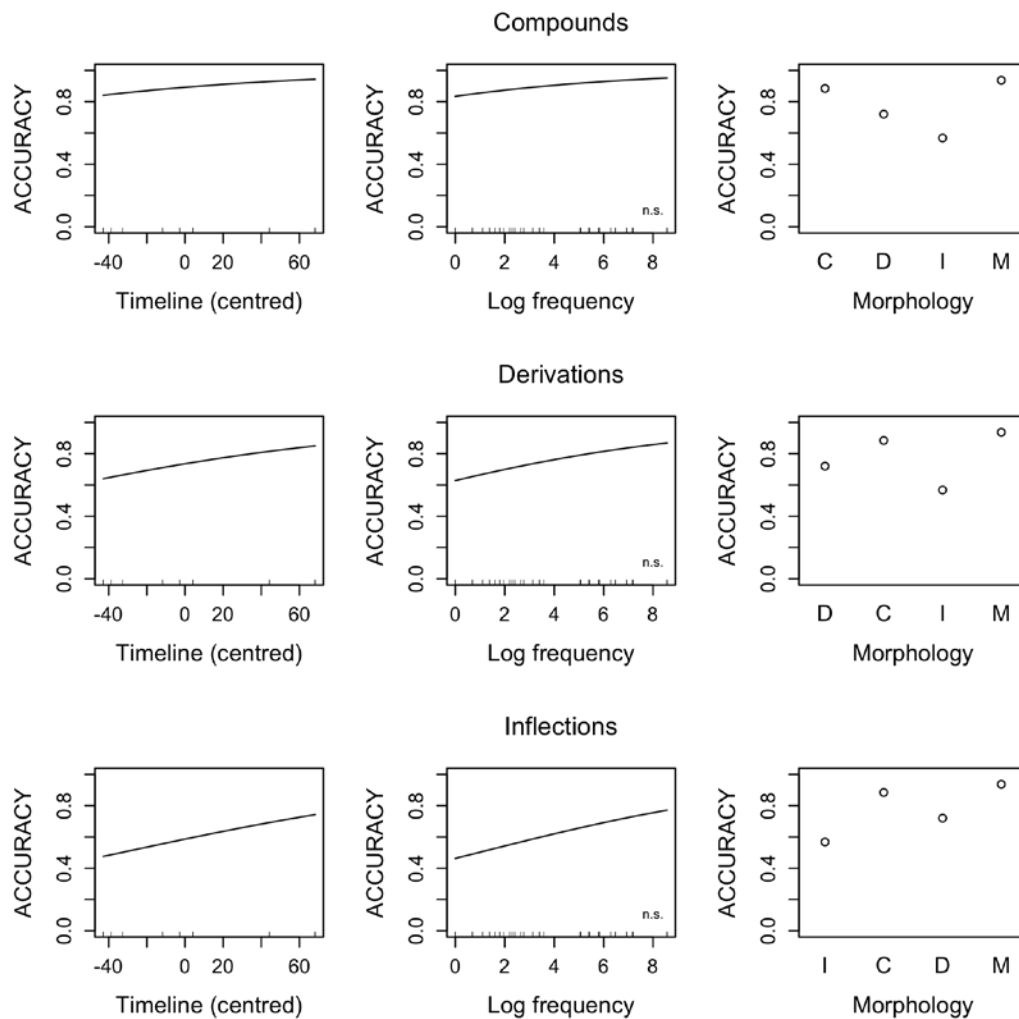 Compounds
ACCURACY
0.0 0.4 0.8
-40 0 20 60
Timeline (centred)
ACCURACY
0.0 0.4 0.8
n.s.
0 2 4 6 8
Log frequency
ACCURACY
0.0 0.4 0.8
C D I M
Morphology
Derivations
ACCURACY
0.0 0.4 0.8
-40 0 20 60
Timeline (centred)
ACCURACY
0.0 0.4 0.8
n.s.
0 2 4 6 8
Log frequency
ACCURACY
0.0 0.4 0.8
D C I M
Morphology
Inflections
ACCURACY
0.0 0.4 0.8
-40 0 20 60
Timeline (centred)
ACCURACY
0.0 0.4 0.8
n.s.
0 2 4 6 8
Log frequency
ACCURACY
0.0 0.4 0.8
I C D M
Morphology